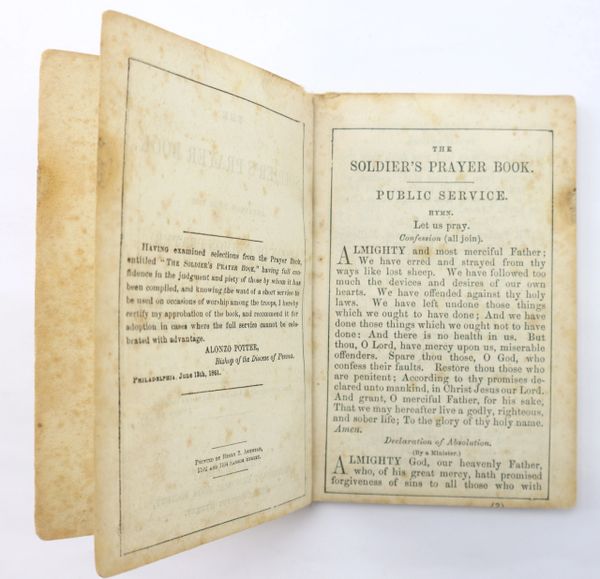 HAVING examined selections from the Prayer Book,
entitled "THE SOLDIER'S PRAYER BOOK," having full con-
fidence in the judgment and piety of those by whom it has
been compiled, and knowing the want of a short service to
be used on occasions of worship among the troops, I hereby
certify my approbation of the book, and recommend it for
adoption in cases where the full service cannot be cele-
brated with advantage.
ALONZO POTTER,
Bishop of the Diocese of Penna.
PHILADELPHIA, June 13th, 1861.
PRINTED BY HENRY B. ASHMEAD,
1102 AND 1104 SANSOM STREET.
THE
SOLDIER'S PRAYER BOOK.
PUBLIC SERVICE.
HYMN.
Let us pray.
Confession (all join).
ALMIGHTY and most merciful Father;
We have erred and strayed from thy
ways like lost sheep. We have followed too
much the devices and desires of our own
hearts. We have offended against thy holy
laws. We have left undone those things
which we ought to have done; And we have
done those things which we ought not to have
done: And there is no health in us. But
thou, O Lord, have mercy upon us, miserable
offenders. Spare thou those, O God, who
confess their faults. Restore thou those who
are penitent; According to thy promises de-
clared unto mankind, in Christ Jesus our Lord.
And grant, O merciful Father, for his sake,
That we may hereafter live a godly, righteous,
and sober life; To the glory of thy holy name.
Amen.
Declaration of Absolution.
(By a Minister.)
ALMIGHTY God, our heavenly Father,
who, of his great mercy, hath promised
forgiveness of sins to all those who with